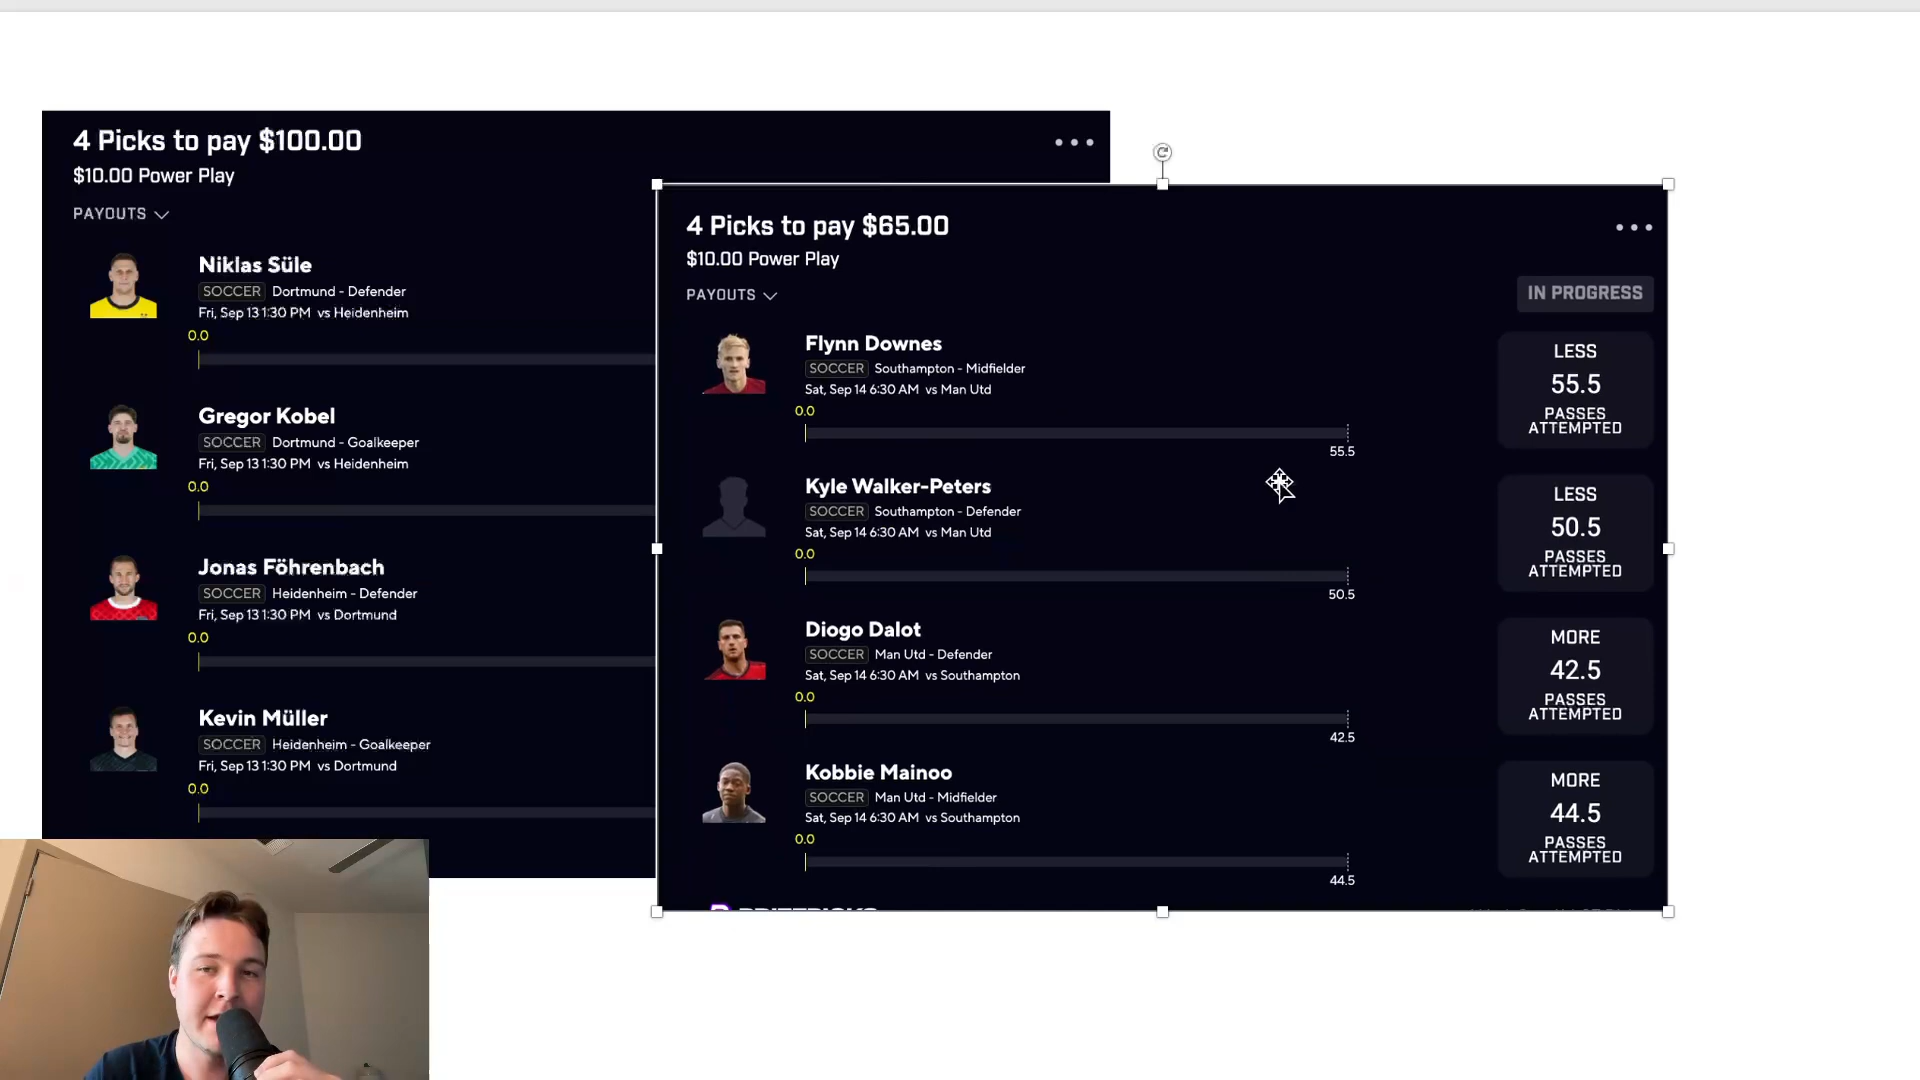 4 Picks to pay $100.00
$10.00 Power Play
PAYOUTS
Niklas Süle
SOCCER Dortmund - Defender
Fri, Sep 13 1:30 PM vs Heidenheim
0.0
Gregor Kobel
SOCCER Dortmund - Goalkeeper
Fri, Sep 13 1:30 PM vs Heidenheim
0.0
Jonas Föhrenbach
SOCCER Heidenheim - Defender
Fri, Sep 13 1:30 PM vs Dortmund
0.0
Kevin Müller
SOCCER Heidenheim - Goalkeeper
Fri, Sep 13 1:30 PM vs Dortmund
0.0
4 Picks to pay $65.00
$10.00 Power Play
PAYOUTS
IN PROGRESS
Flynn Downes
SOCCER Southampton - Midfielder
Sat, Sep 14 6:30 AM vs Man Utd
0.0
55.5
LESS
55.5
PASSES
ATTEMPTED
Kyle Walker-Peters
SOCCER Southampton - Defender
Sat, Sep 14 6:30 AM vs Man Utd
0.0
50.5
LESS
50.5
PASSES
ATTEMPTED
Diogo Dalot
SOCCER Man Utd - Defender
Sat, Sep 14 6:30 AM vs Southampton
0.0
42.5
MORE
42.5
PASSES
ATTEMPTED
Kobbie Mainoo
SOCCER Man Utd - Midfielder
Sat, Sep 14 6:30 AM vs Southampton
0.0
44.5
MORE
44.5
PASSES
ATTEMPTED